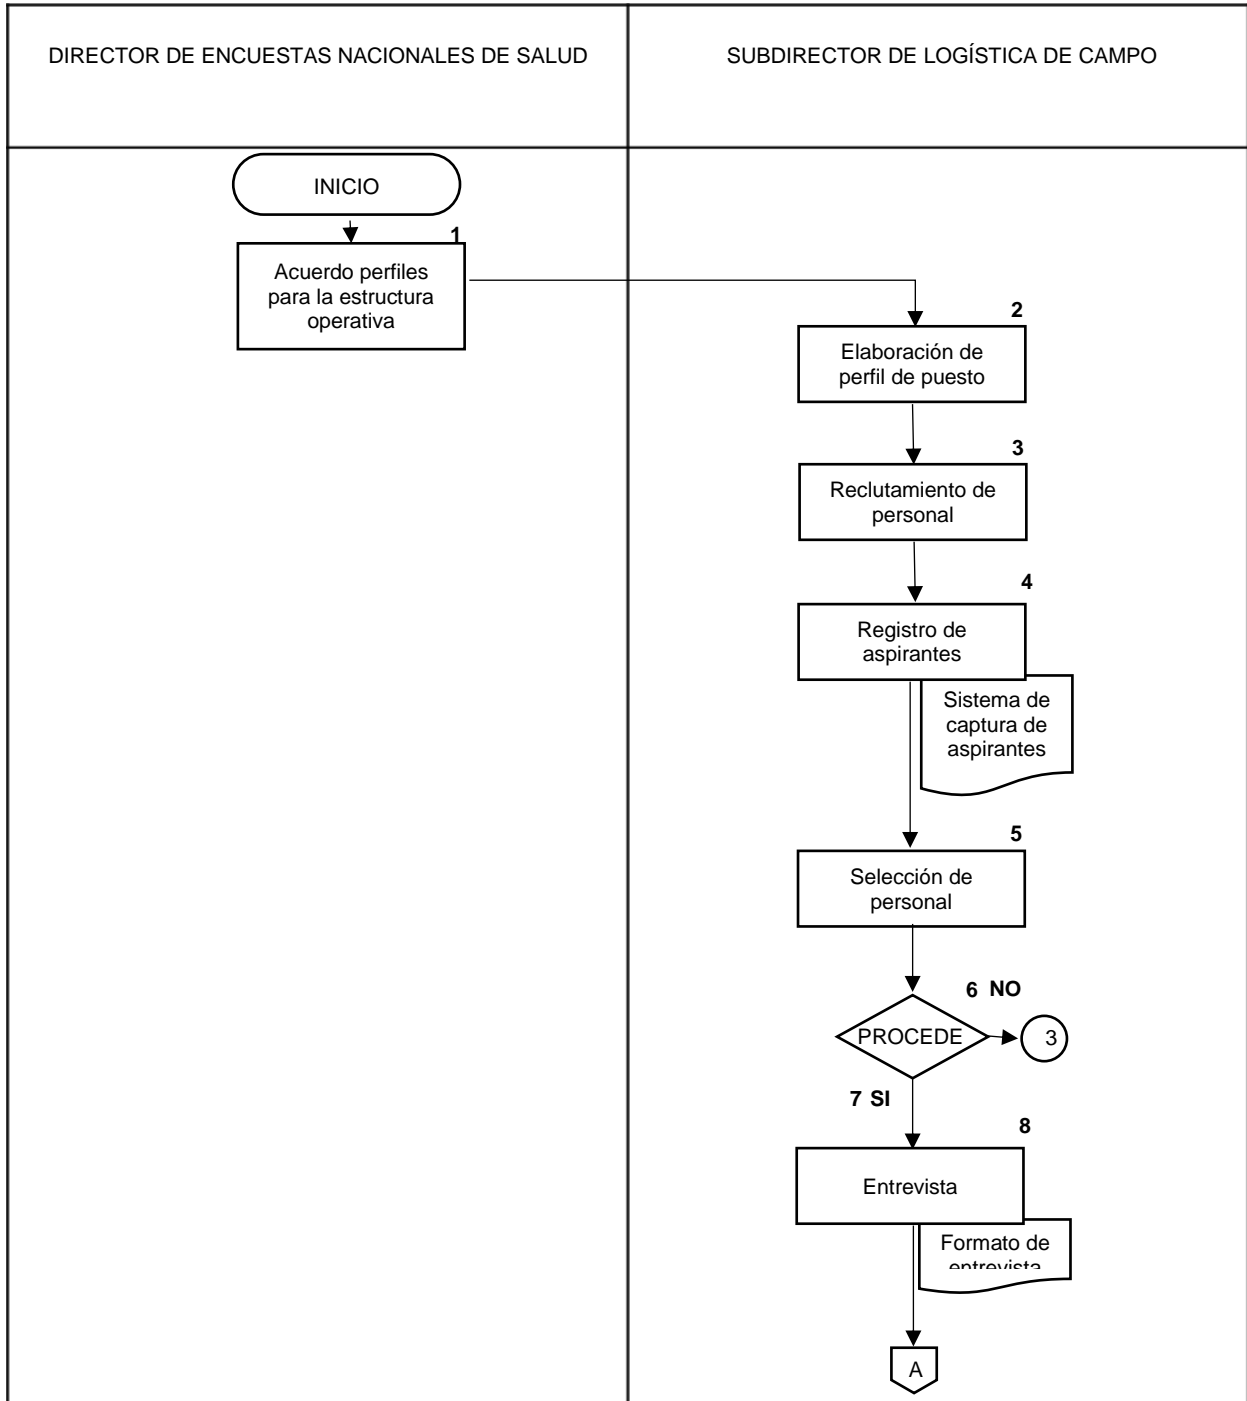 DIRECTOR DE ENCUESTAS NACIONALES DE SALUD
SUBDIRECTOR DE LOGÍSTICA DE CAMPO
INICIO
1
Acuerdo perfiles
para la estructura
operativa
2
Elaboración de
perfil de puesto
3
Reclutamiento de
personal
4
Registro de
aspirantes
Sistema de
captura de
aspirantes
5
Selección de
personal
6 NO
PROCEDE
3
7 SI
8
Entrevista
Formato de
entrevista
A